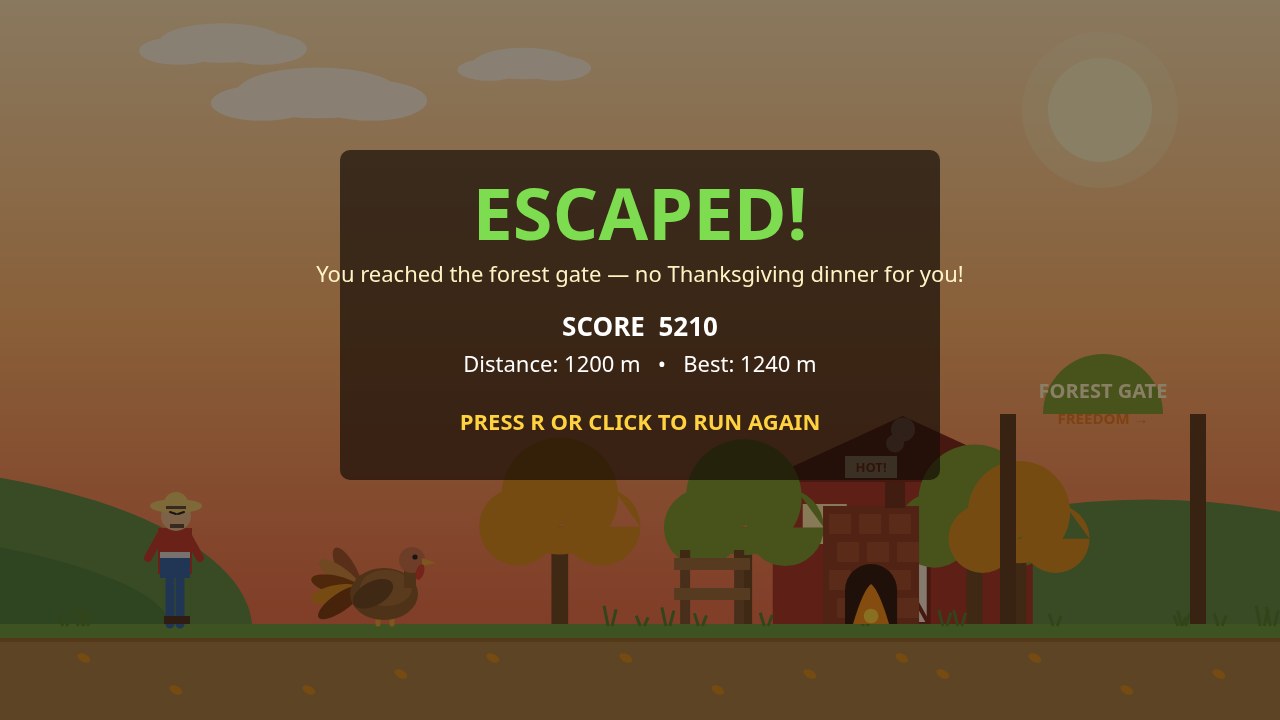 ESCAPED!
You reached the forest gate — no Thanksgiving dinner for you!
SCORE 5210
Distance: 1200 m • Best: 1240 m
PRESS R OR CLICK TO RUN AGAIN
FOREST GATE
FREEDOM →
HOT!